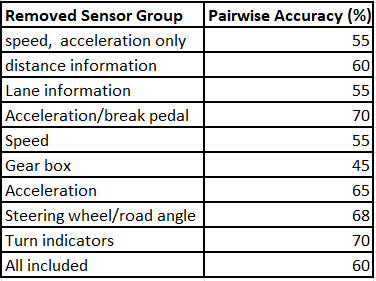 Removed Sensor Group Pairwise Accuracy (%)
speed,  acceleration only 55
distance information 60
Lane information 55
Acceleration/break pedal 70
Speed 55
Gear box 45
Acceleration 65
Steering wheel/road angle 68
Turn indicators 70
All included 60